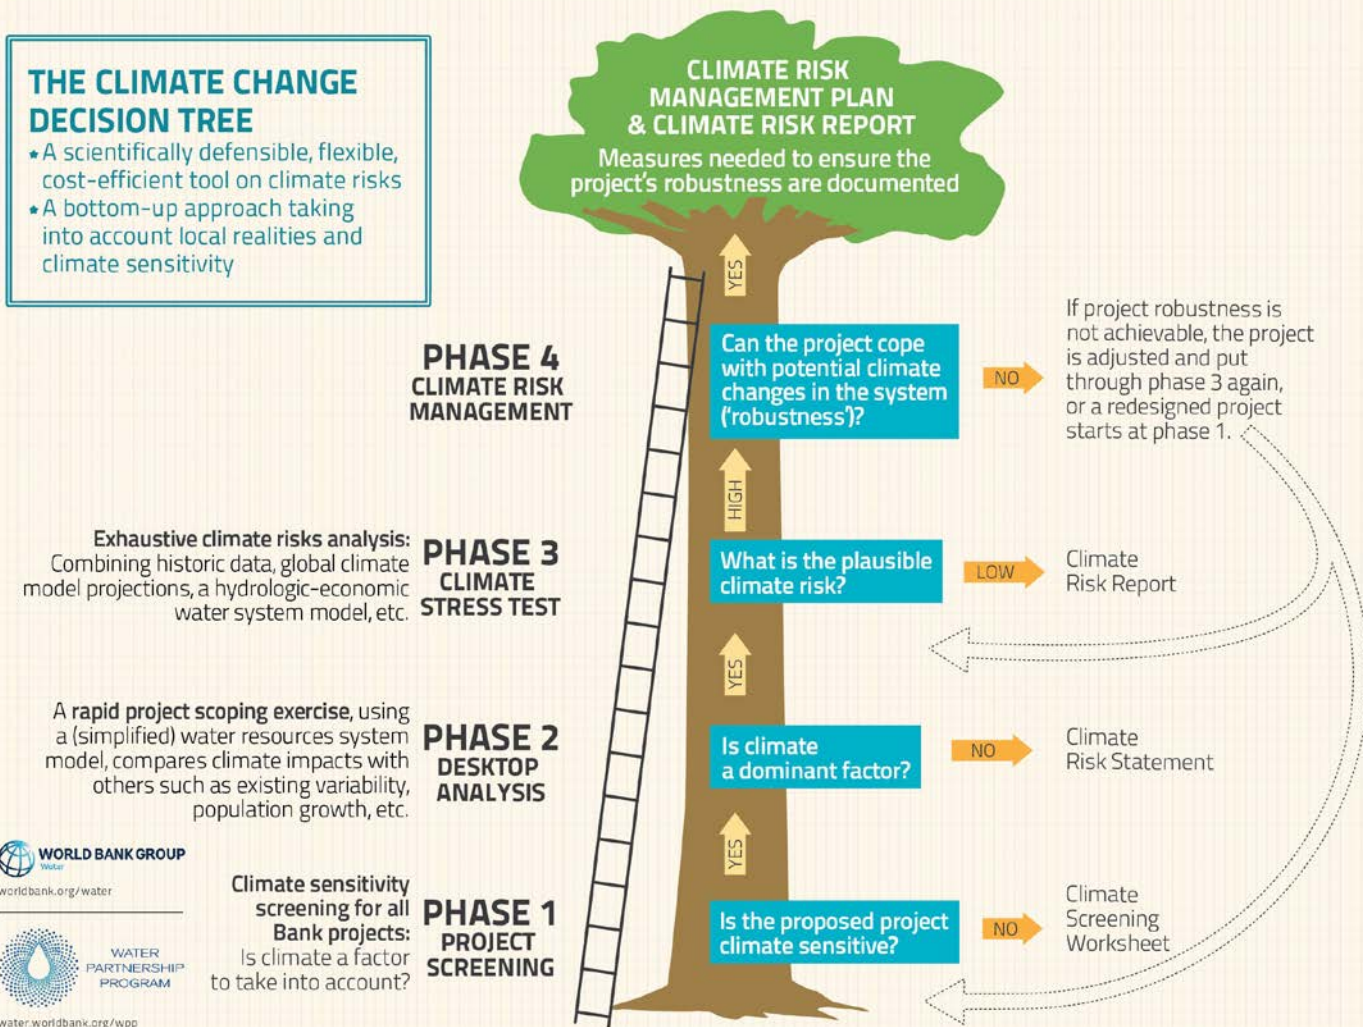 THE CLIMATE CHANGE
DECISION TREE
★A scientifically defensible, flexible,
cost-efficient tool on climate risks
★A bottom-up approach taking
into account local realities and
climate sensitivity
CLIMATE RISK
MANAGEMENT PLAN
& CLIMATE RISK REPORT
Measures needed to ensure the
project's robustness are documented
YES
PHASE 4
CLIMATE RISK
MANAGEMENT
Can the project cope
with potential climate
changes in the system
('robustness')?
NO
If project robustness is
not achievable, the project
is adjusted and put
through phase 3 again,
or a redesigned project
starts at phase 1.
HIGH
Exhaustive climate risks analysis:
Combining historic data, global climate
model projections, a hydrologic-economic
water system model, etc.
PHASE 3
CLIMATE
STRESS TEST
What is the plausible
climate risk?
LOW
Climate
Risk Report
YES
A rapid project scoping exercise, using
a (simplified) water resources system
model, compares climate impacts with
others such as existing variability,
population growth, etc.
PHASE 2
DESKTOP
ANALYSIS
Is climate
a dominant factor?
NO
Climate
Risk Statement
YES
Climate sensitivity
screening for all
Bank projects:
Is climate a factor
to take into account?
PHASE 1
PROJECT
SCREENING
Is the proposed project
climate sensitive?
NO
Climate
Screening
Worksheet
WORLD BANK GROUP
Water
worldbank.org/water
WATER
PARTNERSHIP
PROGRAM
water.worldbank.org/wpp